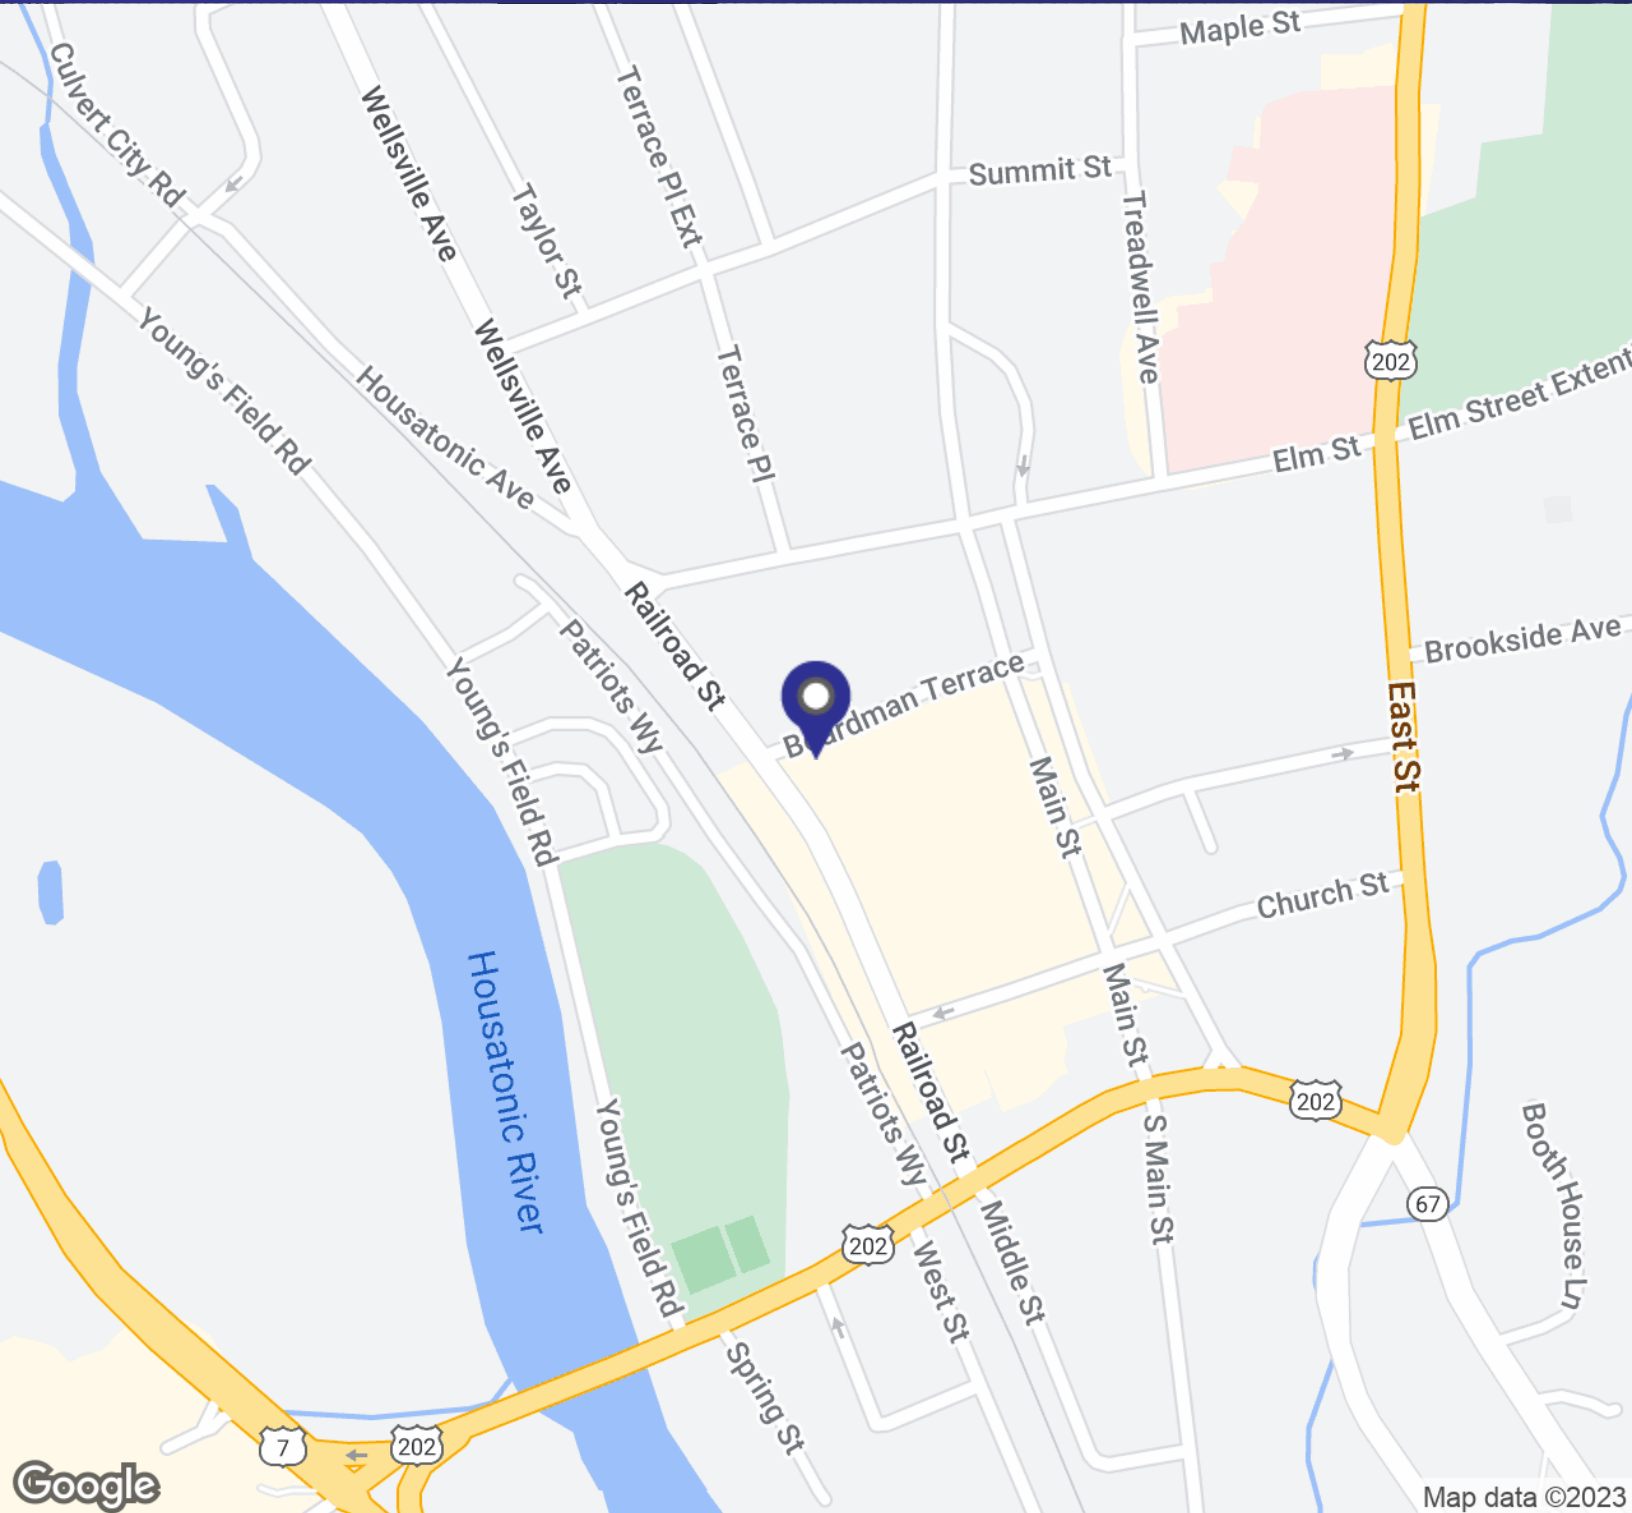 Maple St
Culvert City Rd
Wellsville Ave
Terrace Pl Ext
Summit St
Taylor St
Treadwell Ave
Young's Field Rd
Wellsville Ave
Terrace Pl
202
Housatonic Ave
Elm St
Elm Street Extent
Railroad St
Patriots Wy
Boardman Terrace
Brookside Ave
Young's Field Rd
East St
Main St
Church St
Housatonic River
Main St
Railroad St
Patriots Wy
202
Young's Field Rd
S Main St
Booth House Ln
67
202
Middle St
West St
Spring St
7
202
Google
Map data ©2023